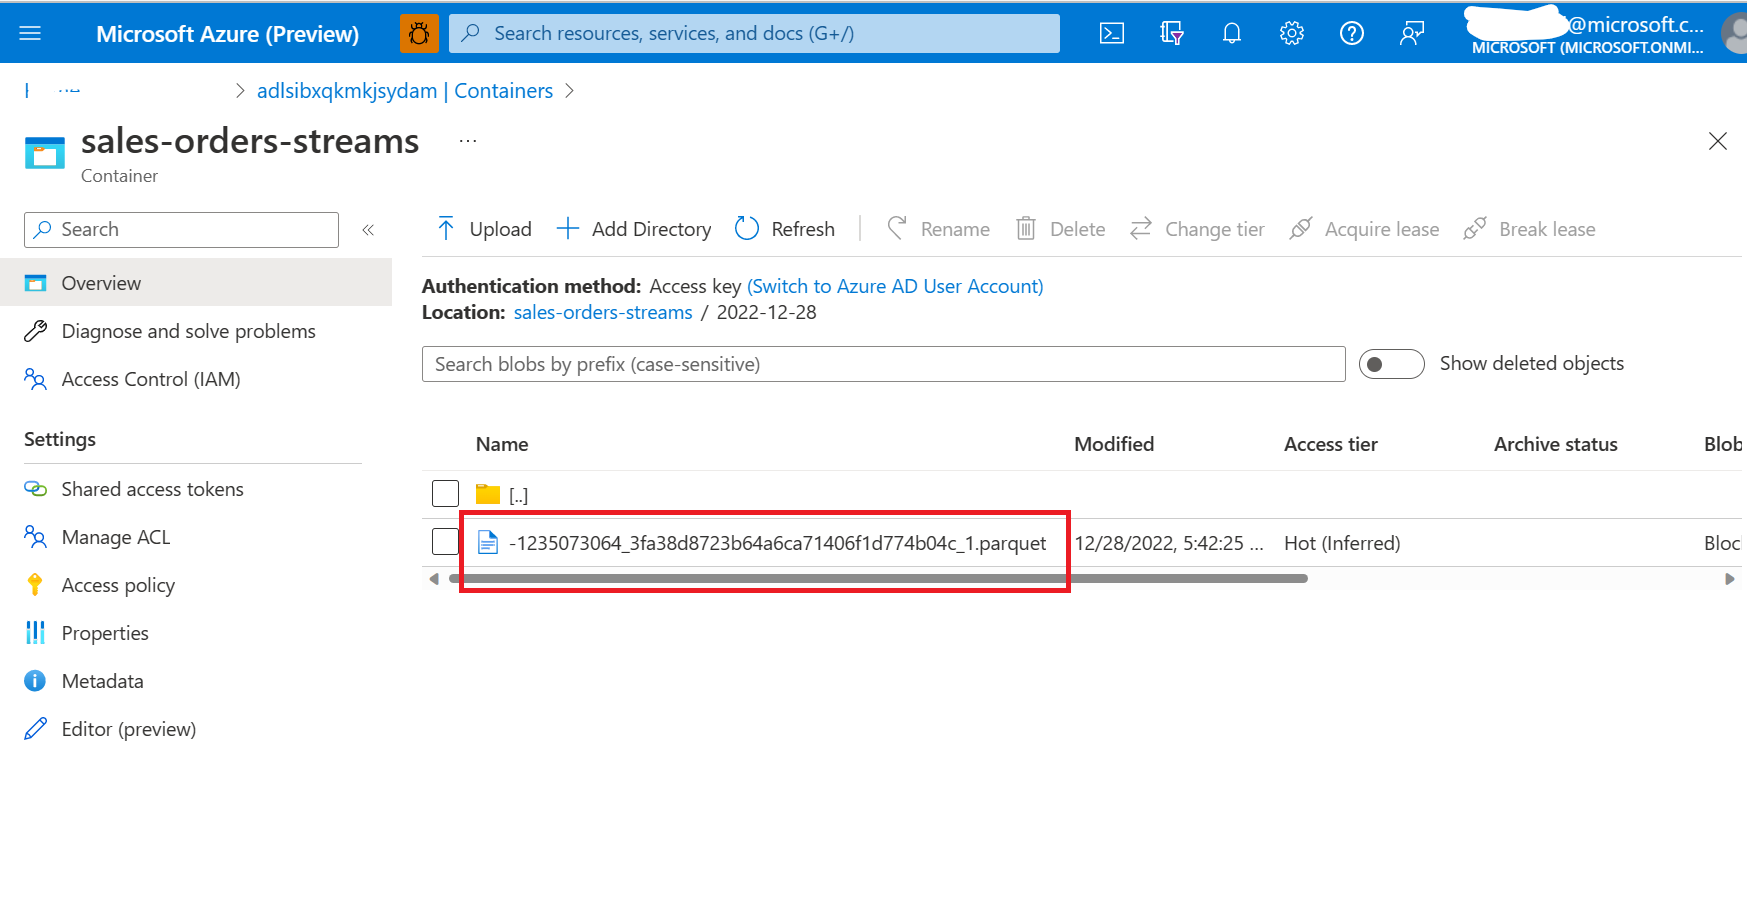 Microsoft Azure (Preview)
Search resources, services, and docs (G+/)
@microsoft.c...
MICROSOFT (MICROSOFT.ONMI...
adlsibxqkmkjsydam | Containers
sales-orders-streams
...
Container
Search
«
Upload
Add Directory
Refresh
Rename
Delete
Change tier
Acquire lease
Break lease
Overview
Diagnose and solve problems
Access Control (IAM)
Settings
Shared access tokens
Manage ACL
Access policy
Properties
Metadata
Editor (preview)
Authentication method: Access key (Switch to Azure AD User Account)
Location: sales-orders-streams / 2022-12-28
Search blobs by prefix (case-sensitive)
Show deleted objects
Name Modified Access tier Archive status Blob
[..]
-1235073064_3fa38d8723b64a6ca71406f1d774b04c_1.parquet 12/28/2022, 5:42:25 ... Hot (Inferred) Bloc